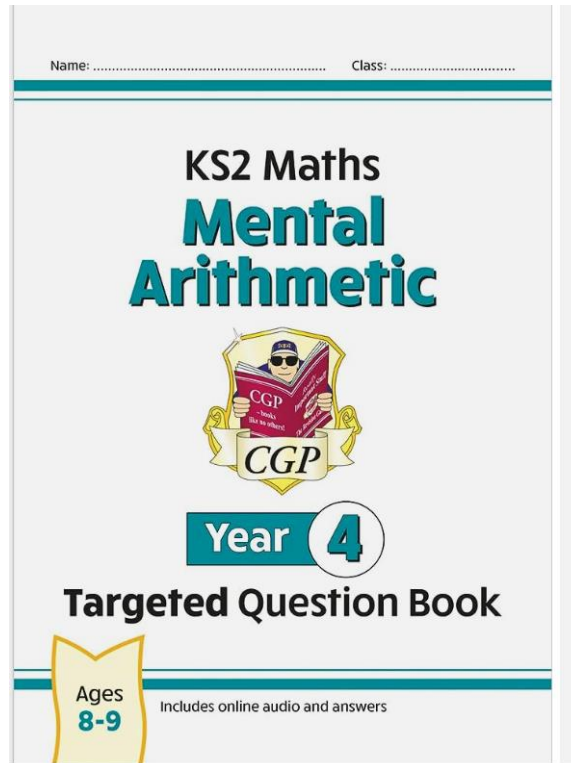 Name: ............................................................... Class: .................................
KS2 Maths
Mental
Arithmetic
CGP
– books
like no others!
CGP
Year 4
Targeted Question Book
Ages
8-9
Includes online audio and answers